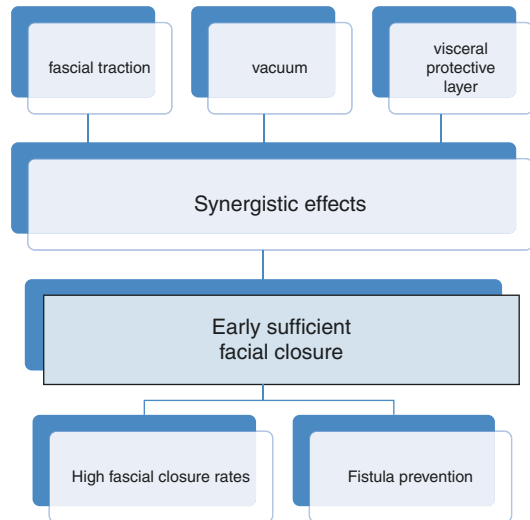 fascial traction
vacuum
visceral
protective
layer
Synergistic effects
Early sufficient
facial closure
High fascial closure rates
Fistula prevention